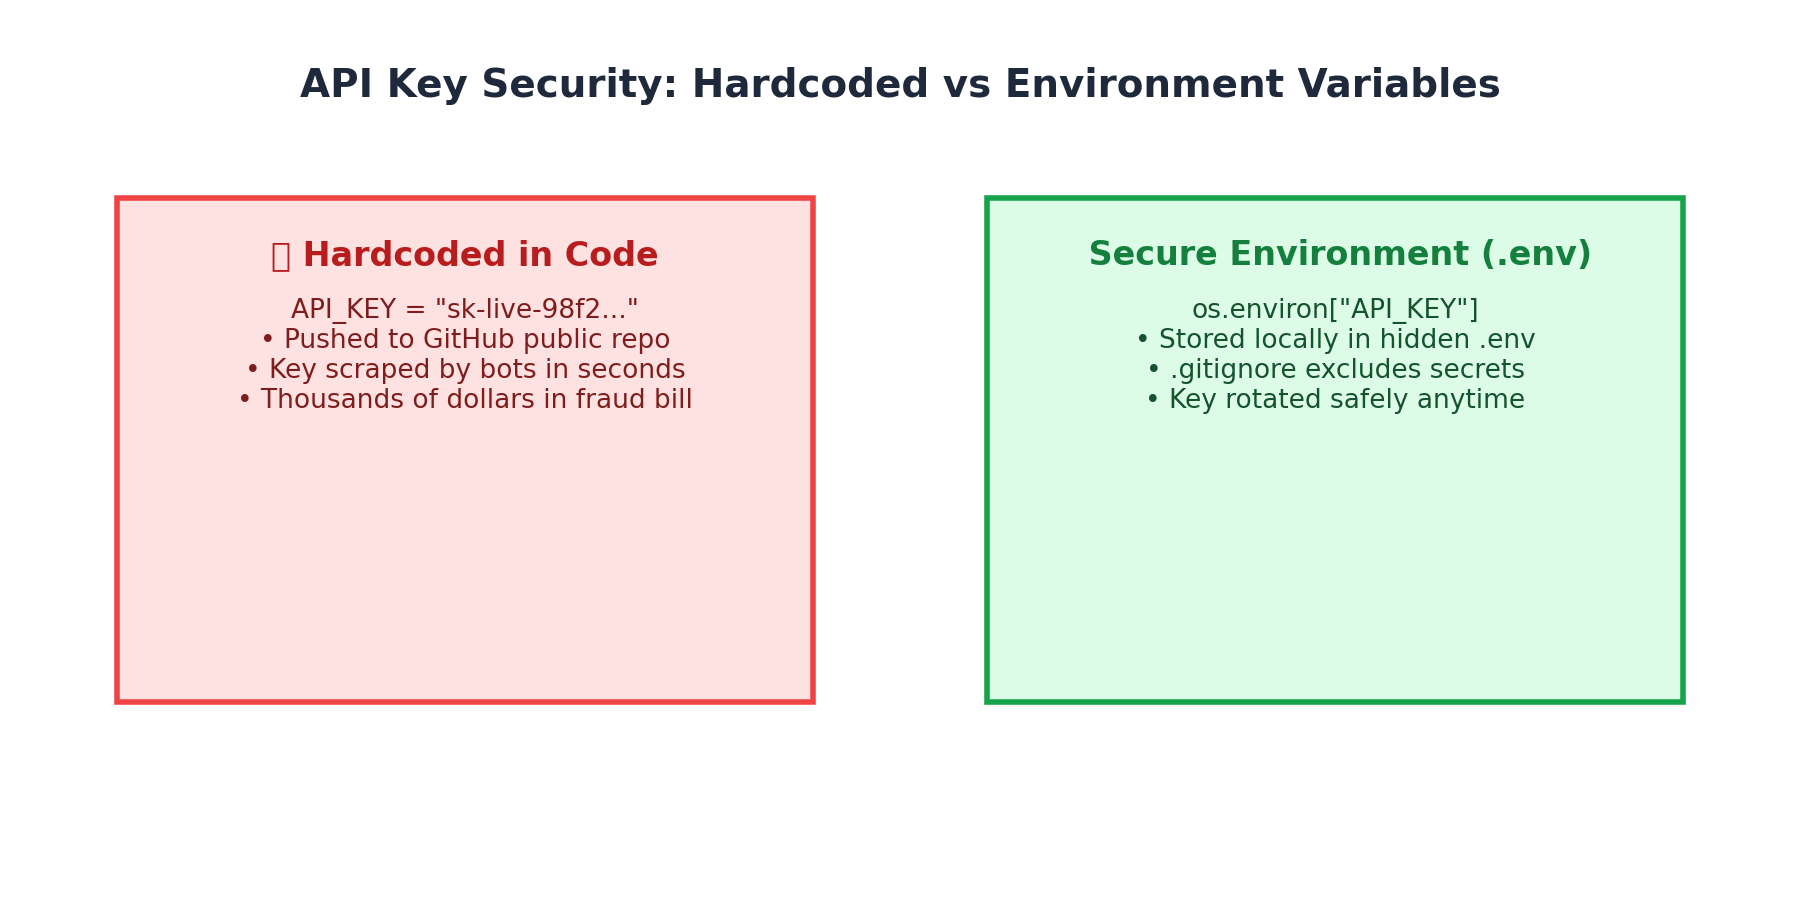 API Key Security: Hardcoded vs Environment Variables
Hardcoded in Code
API_KEY = "sk-live-98f2..."
• Pushed to GitHub public repo
• Key scraped by bots in seconds
• Thousands of dollars in fraud bill
Secure Environment (.env)
os.environ["API_KEY"]
• Stored locally in hidden .env
• .gitignore excludes secrets
• Key rotated safely anytime